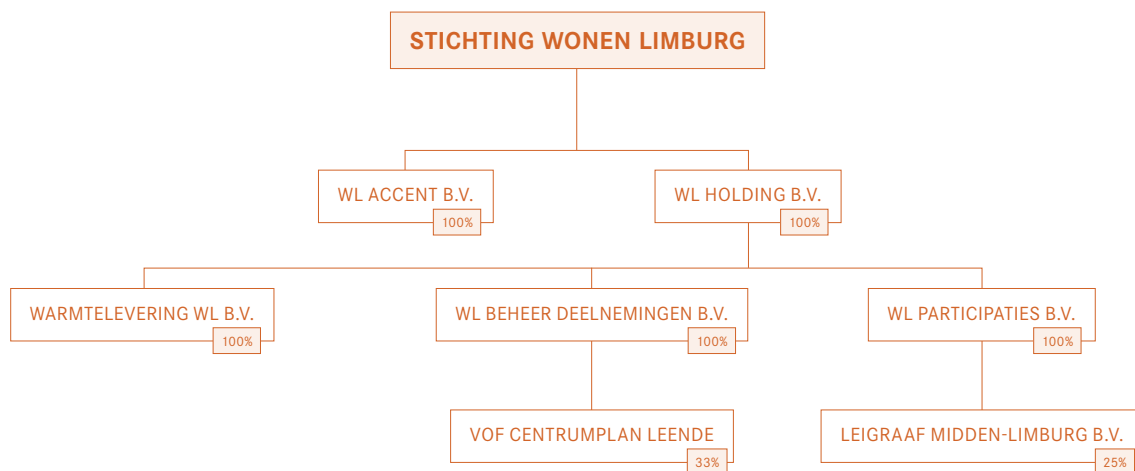 STICHTING WONEN LIMBURG
WL ACCENT B.V.
100%
WL HOLDING B.V.
100%
WARMTELEVERING WL B.V.
100%
WL BEHEER DEELNEMINGEN B.V.
100%
WL PARTICIPATIES B.V.
100%
VOF CENTRUMPLAN LEENDE
33%
LEIGRAAF MIDDEN-LIMBURG B.V.
25%